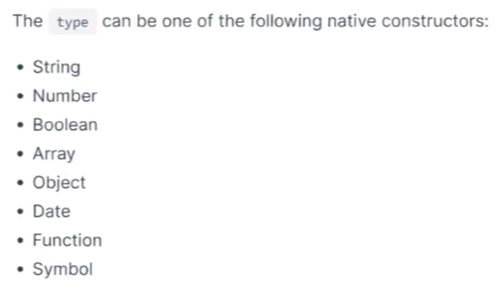 The type can be one of the following native constructors:
• String
• Number
• Boolean
• Array
• Object
• Date
• Function
• Symbol